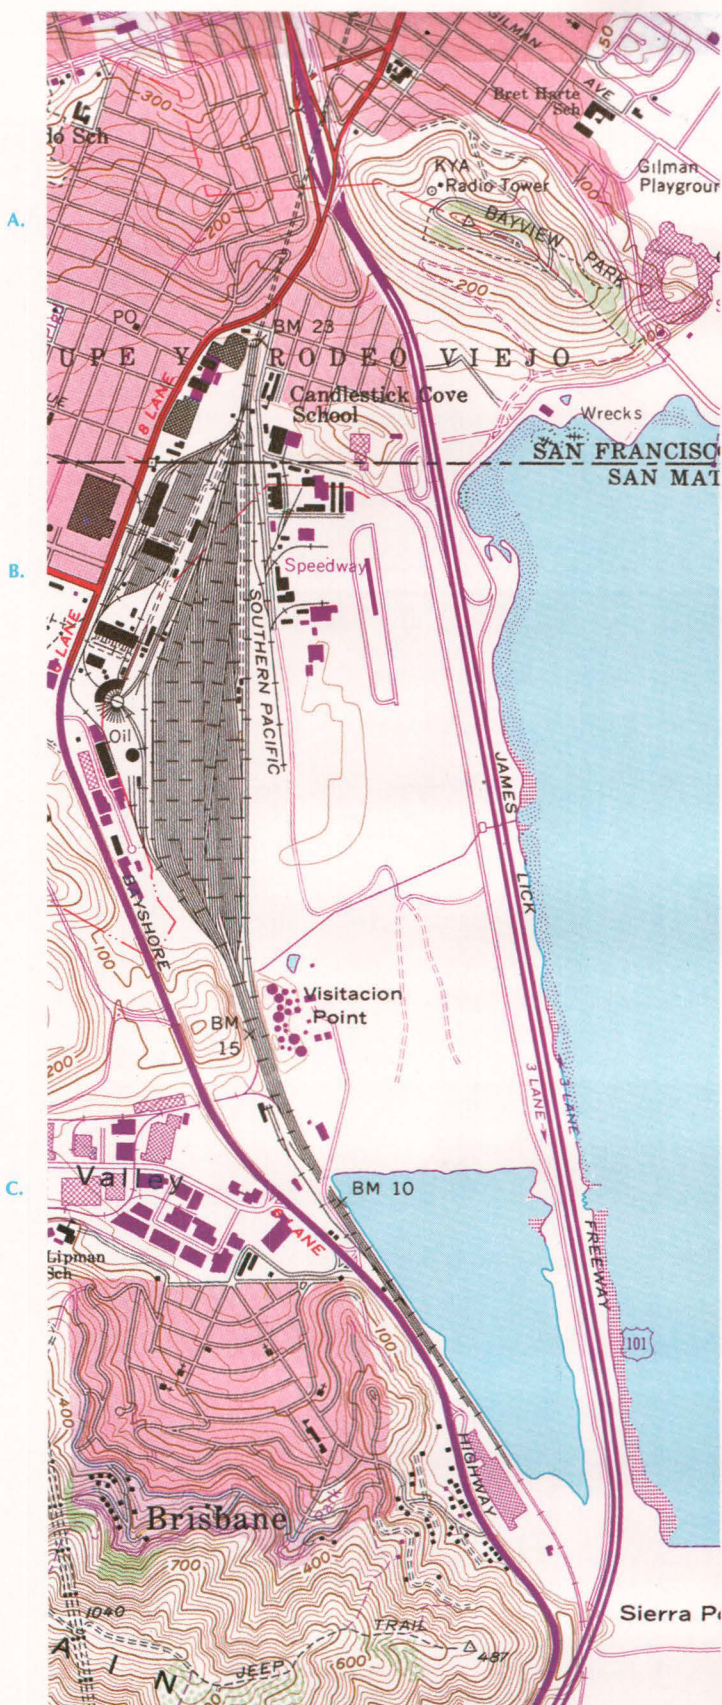 GILMAN
50
AVE
Bret Harte
Sch
300
lo Sch
KYA
Radio Tower
Gilman
Playgrour
100
A.
200
BAYVIEW
PARK
200
PO
BM 23
UPE Y RODEO VIEJO
8 LANE
Candlestick Cove
School
Wrecks
SAN FRANCISC
SAN MAT
B.
Speedway
LANE
SOUTHERN PACIFIC
Oil
JAMES
LICK
BAYSHORE
100
Visitacion
Point
BM
15
200
3 LANE
3 LANE
C.
Valley
BM 10
6 LANE
Lipman
Sch
FREEWAY
101
100
400
HIGHWAY
Brisbane
Park
700
400
1040
Sierra P
TRAIL
487
JEEP
600
A I N